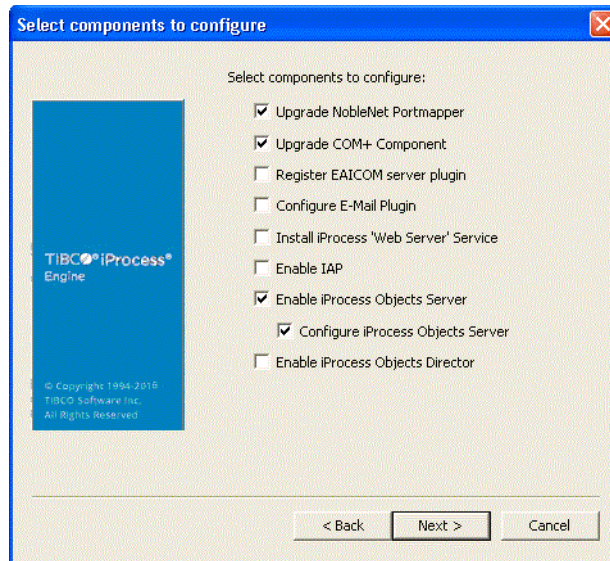 Select components to configure
Select components to configure:
Upgrade NobleNet Portmapper
Upgrade COM+ Component
Register EAICOM server plugin
Configure E-Mail Plugin
Install iProcess 'Web Server' Service
Enable IAP
Enable iProcess Objects Server
Configure iProcess Objects Server
Enable iProcess Objects Director
TIBCO® iProcess®
Engine
© Copyright 1994-2016
TIBCO Software Inc.
All Rights Reserved
< Back
Next >
Cancel